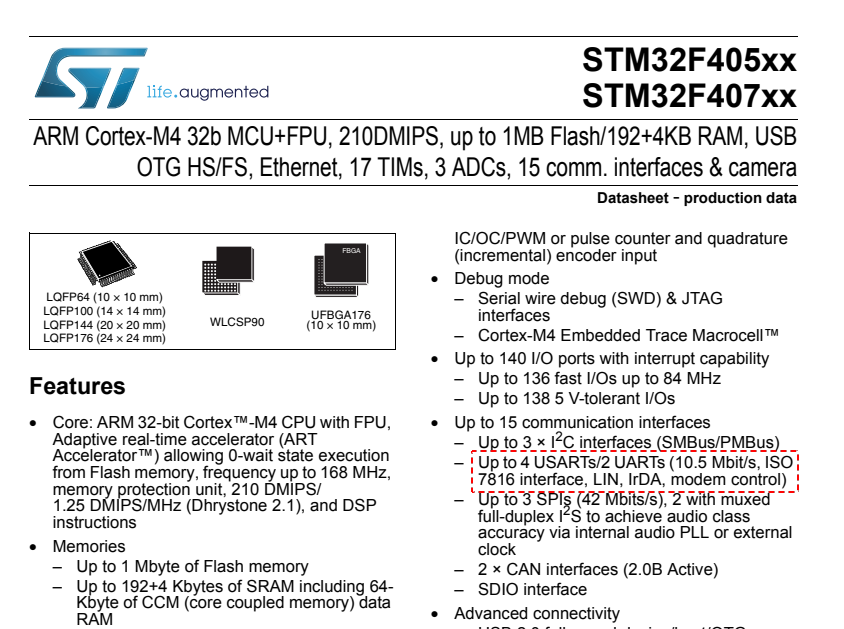 life.augmented
STM32F405xx
STM32F407xx
ARM Cortex-M4 32b MCU+FPU, 210DMIPS, up to 1MB Flash/192+4KB RAM, USB
OTG HS/FS, Ethernet, 17 TIMs, 3 ADCs, 15 comm. interfaces & camera
Datasheet - production data
FBGA
LQFP64 (10 × 10 mm)
LQFP100 (14 × 14 mm)
LQFP144 (20 × 20 mm)
LQFP176 (24 × 24 mm)
WLCSP90
UFBGA176
(10 × 10 mm)
Features
• Core: ARM 32-bit Cortex™-M4 CPU with FPU,
Adaptive real-time accelerator (ART
Accelerator™) allowing 0-wait state execution
from Flash memory, frequency up to 168 MHz,
memory protection unit, 210 DMIPS/
1.25 DMIPS/MHz (Dhrystone 2.1), and DSP
instructions
• Memories
– Up to 1 Mbyte of Flash memory
– Up to 192+4 Kbytes of SRAM including 64-
Kbyte of CCM (core coupled memory) data
RAM
IC/OC/PWM or pulse counter and quadrature
(incremental) encoder input
• Debug mode
– Serial wire debug (SWD) & JTAG
interfaces
– Cortex-M4 Embedded Trace Macrocell™
• Up to 140 I/O ports with interrupt capability
– Up to 136 fast I/Os up to 84 MHz
– Up to 138 5 V-tolerant I/Os
• Up to 15 communication interfaces
– Up to 3 × I²C interfaces (SMBus/PMBus)
– Up to 4 USARTs/2 UARTs (10.5 Mbit/s, ISO
7816 interface, LIN, IrDA, modem control)
– Up to 3 SPIs (42 Mbits/s), 2 with muxed
full-duplex I²S to achieve audio class
accuracy via internal audio PLL or external
clock
– 2 × CAN interfaces (2.0B Active)
– SDIO interface
• Advanced connectivity